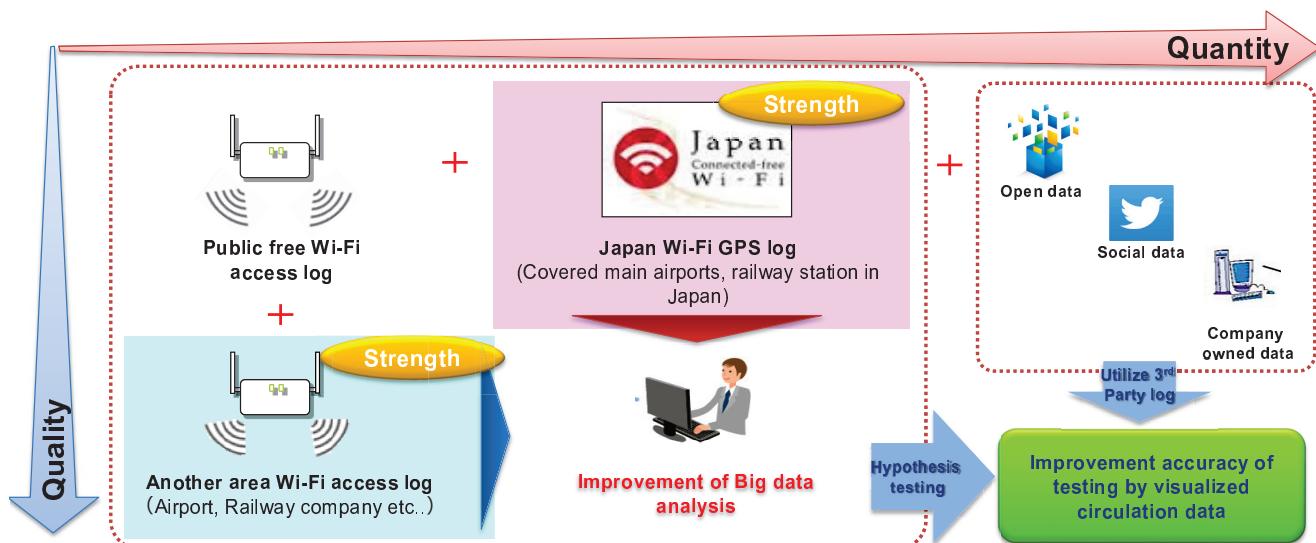 Quantity
Quality
Public free Wi-Fi
access log
Strength
Japan
Connected-free
Wi-Fi
Japan Wi-Fi GPS log
(Covered main airports, railway station in
Japan)
Open data
Social data
Company
owned data
Strength
Another area Wi-Fi access log
(Airport, Railway company etc..)
Improvement of Big data
analysis
Hypothesis
testing
Utilize 3rd
Party log
Improvement accuracy of
testing by visualized
circulation data